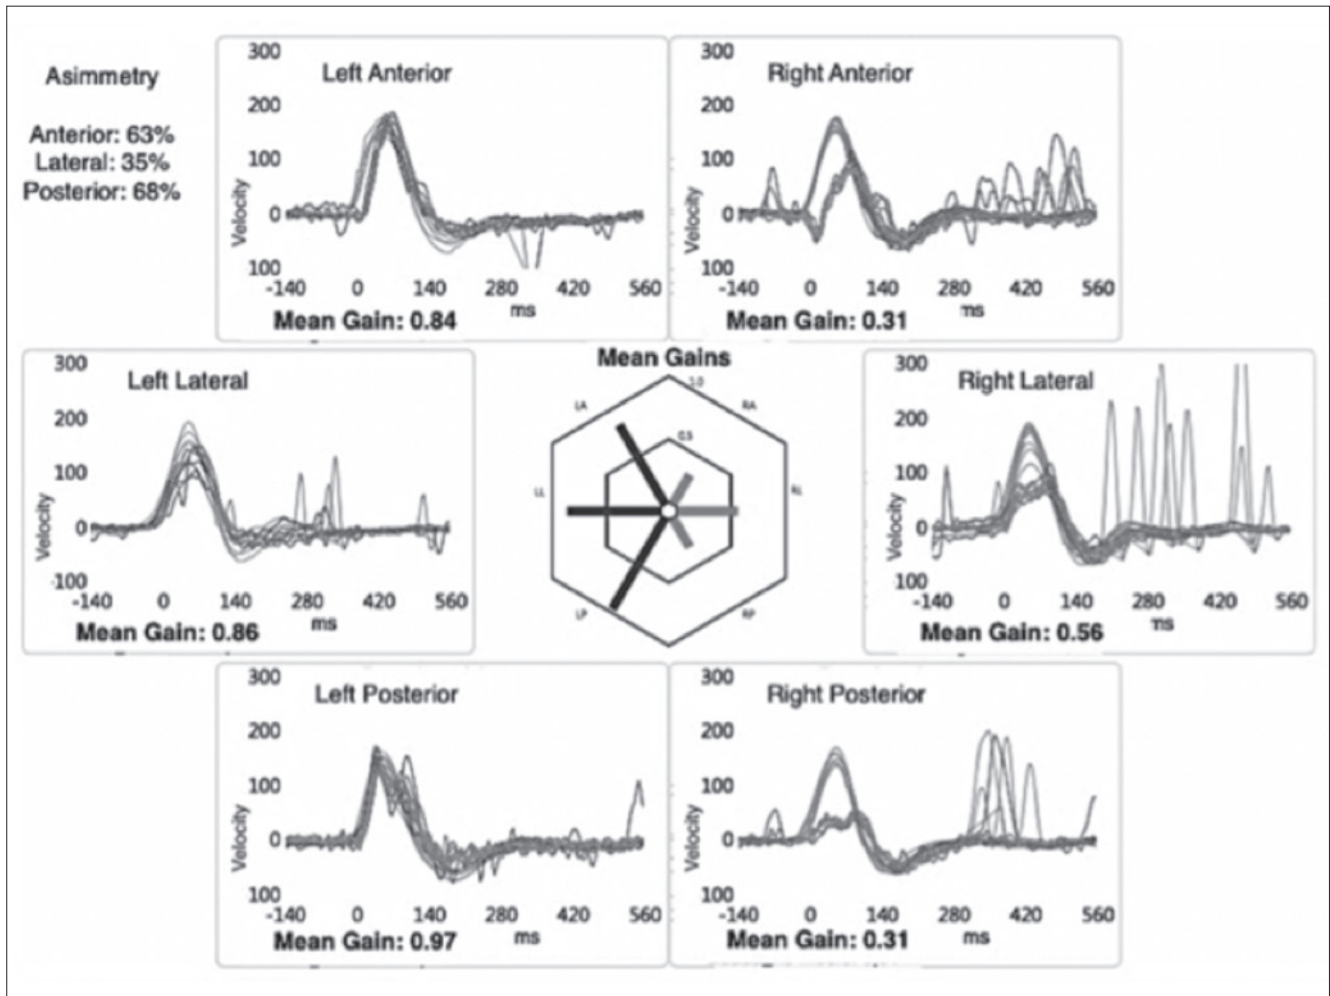 Asimmetry
Anterior: 63%
Lateral: 35%
Posterior: 68%
300
Left Anterior
200
100
Velocity
0
100
-140 0 140 280 420 560
ms
Mean Gain: 0.84
300
Right Anterior
200
100
Velocity
0
100
-140 0 140 280 420 560
ms
Mean Gain: 0.31
300
Left Lateral
200
100
Velocity
0
100
-140 0 140 280 420 560
ms
Mean Gain: 0.86
Mean Gains
1.0
LA RA
0.5
LL RL
LP RP
300
Right Lateral
200
100
Velocity
0
100
-140 0 140 280 420 560
ms
Mean Gain: 0.56
300
Left Posterior
200
100
Velocity
0
100
-140 0 140 280 420 560
ms
Mean Gain: 0.97
300
Right Posterior
200
100
Velocity
0
100
-140 0 140 280 420 560
ms
Mean Gain: 0.31